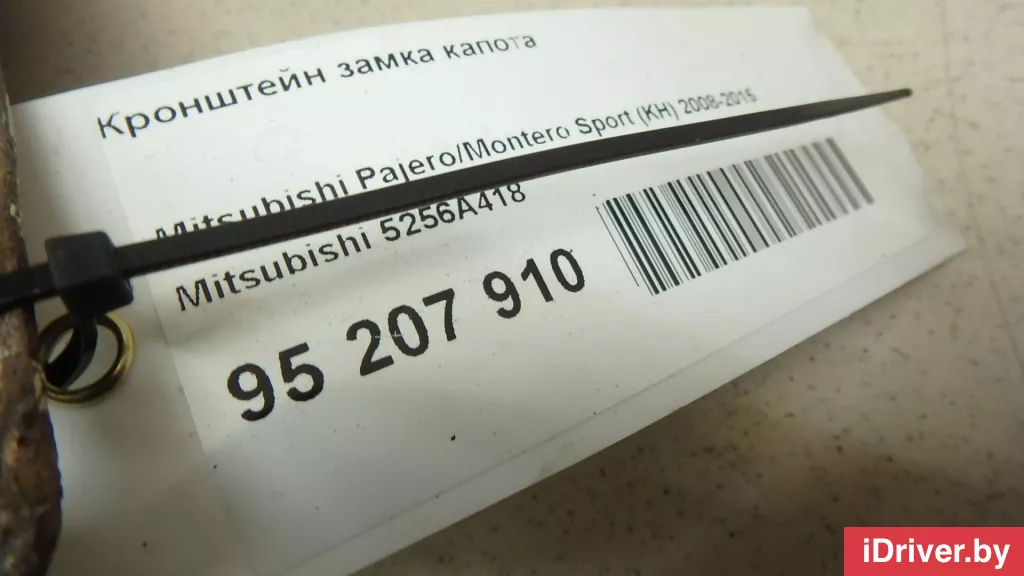 Кронштейн замка капота
Mitsubishi Pajero/Montero Sport (KH) 2008-2015
Mitsubishi 5256A418
95 207 910
iDriver.by